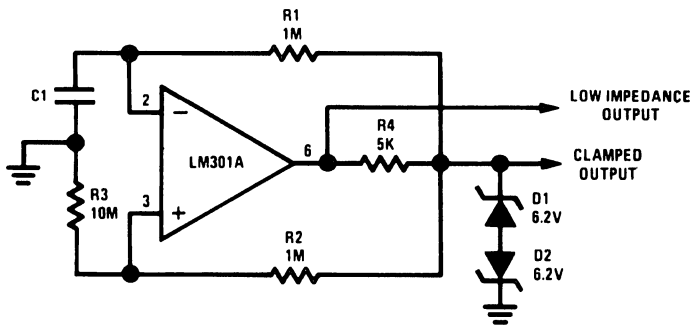 R1
1M
C1
2
−
LM301A
6
R4
5K
LOW IMPEDANCE
OUTPUT
CLAMPED
OUTPUT
R3
10M
3
+
R2
1M
D1
6.2V
D2
6.2V